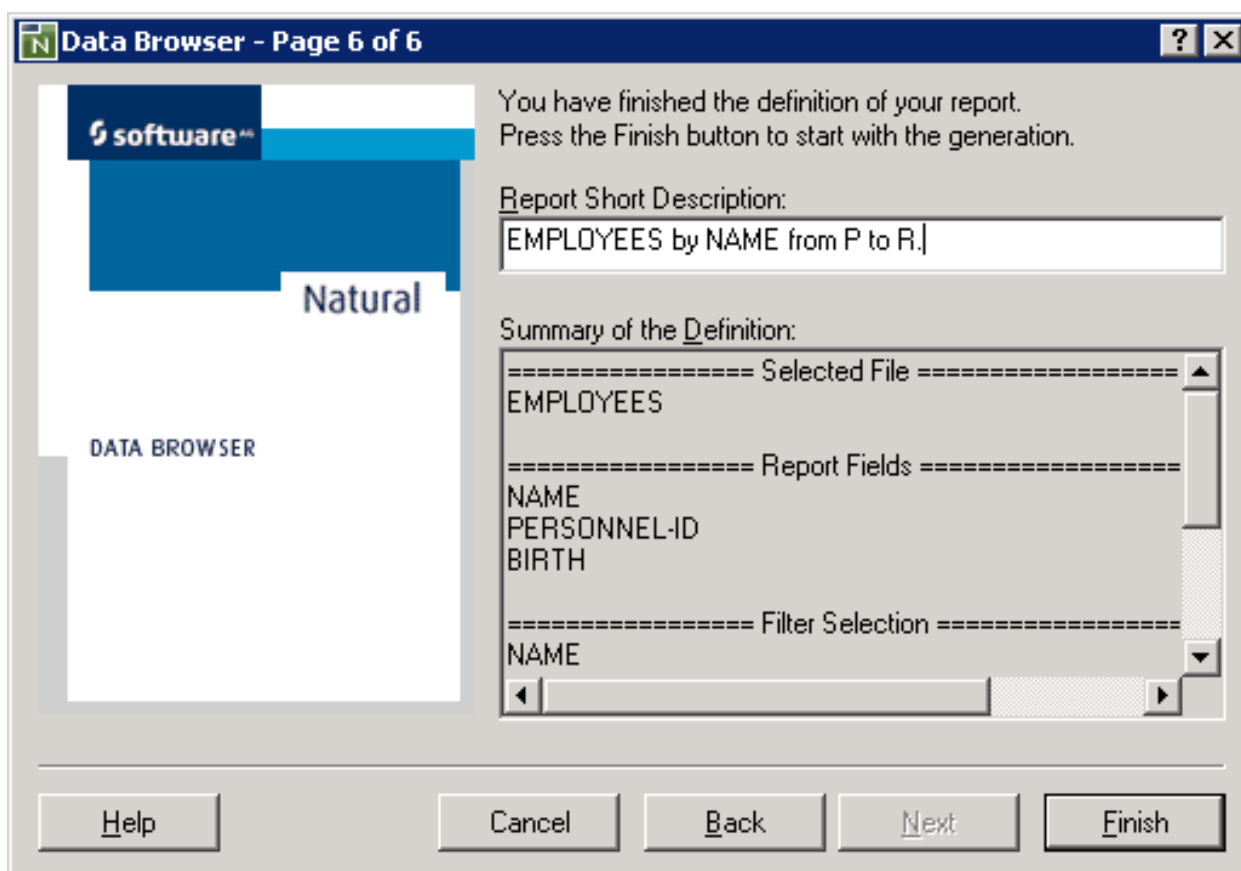 Data Browser - Page 6 of 6
software AG
Natural
DATA BROWSER
You have finished the definition of your report.
Press the Finish button to start with the generation.
Report Short Description:
EMPLOYEES by NAME from P to R.
Summary of the Definition:
================= Selected File ==================
EMPLOYEES
================= Report Fields ==================
NAME
PERSONNEL-ID
BIRTH
================= Filter Selection =================
NAME
Help
Cancel
Back
Next
Finish